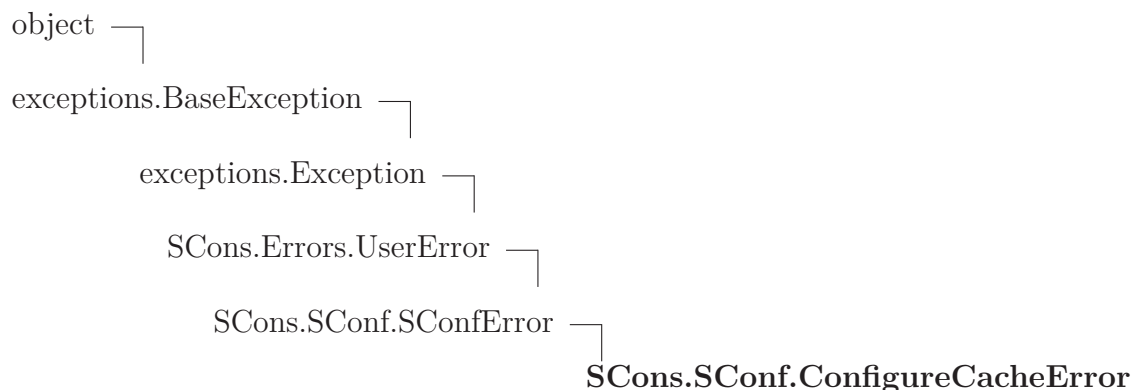 object
exceptions.BaseException
exceptions.Exception
SCons.Errors.UserError
SCons.SConf.SConfError
SCons.SConf.ConfigureCacheError